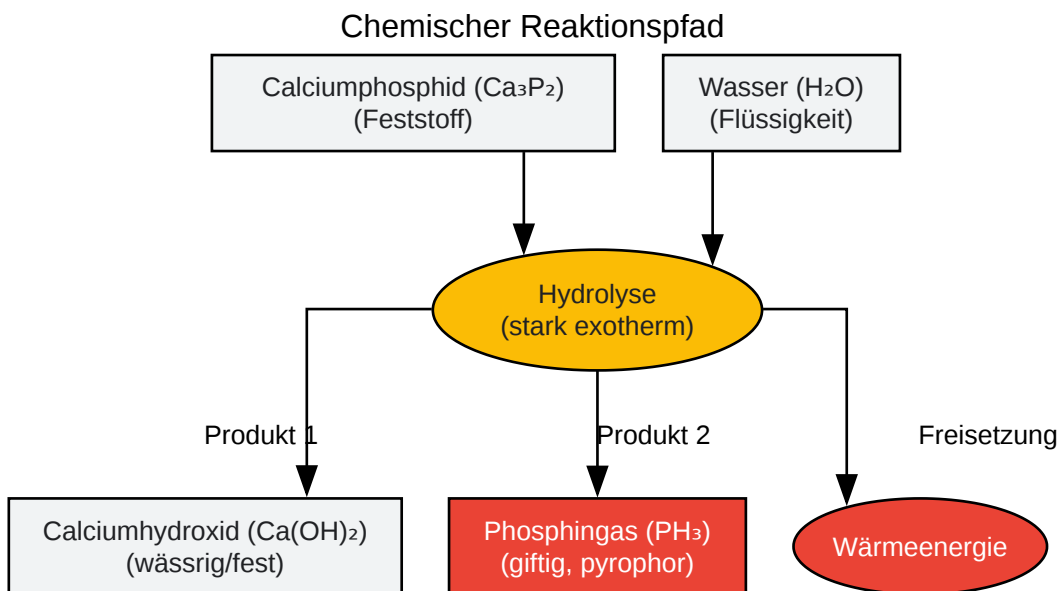 Chemischer Reaktionspfad
Calciumphosphid (Ca₃P₂)
(Feststoff)
Wasser (H₂O)
(Flüssigkeit)
Hydrolyse
(stark exotherm)
Produkt 1
Produkt 2
Freisetzung
Calciumhydroxid (Ca(OH)₂)
(wässrig/fest)
Phosphingas (PH₃)
(giftig, pyrophor)
Wärmeenergie